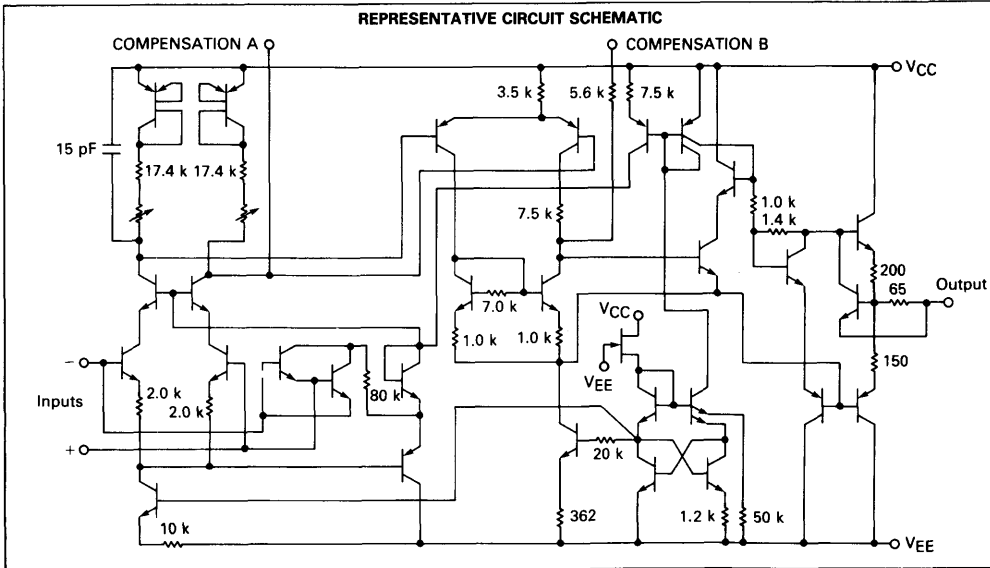 REPRESENTATIVE CIRCUIT SCHEMATIC
COMPENSATION A
COMPENSATION B
VCC
3.5 k
5.6 k
7.5 k
15 pF
17.4 k
17.4 k
7.5 k
1.0 k
1.4 k
200
65
Output
7.0 k
1.0 k
1.0 k
VCC
VEE
150
−
Inputs
+
2.0 k
2.0 k
80 k
20 k
10 k
362
1.2 k
50 k
VEE